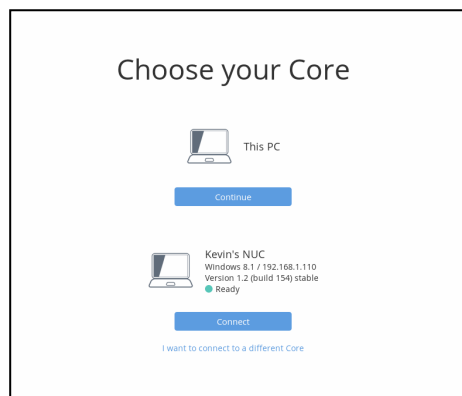 Choose your Core
This PC
Continue
Kevin's NUC
Windows 8.1 / 192.168.1.110
Version 1.2 (build 154) stable
Ready
Connect
I want to connect to a different Core